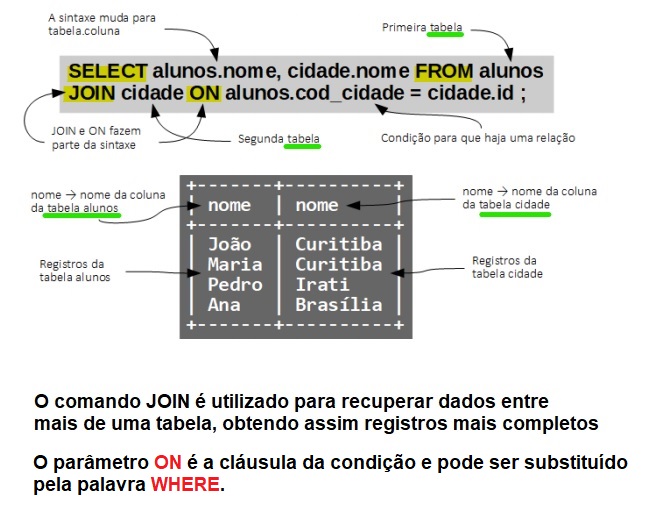 A sintaxe muda para
tabela.coluna
Primeira tabela
SELECT alunos.nome, cidade.nome FROM alunos
JOIN cidade ON alunos.cod_cidade = cidade.id ;
JOIN e ON fazem
parte da sintaxe
Segunda tabela
Condição para que haja uma relação
nome → nome da coluna
da tabela alunos
nome → nome da coluna
da tabela cidade
+-------+----------+
| nome | nome |
+-------+----------+
| João | Curitiba |
| Maria | Curitiba |
| Pedro | Irati |
| Ana | Brasília |
+-------+----------+
Registros da
tabela alunos
Registros da
tabela cidade
O comando JOIN é utilizado para recuperar dados entre
mais de uma tabela, obtendo assim registros mais completos
O parâmetro ON é a cláusula da condição e pode ser substituído
pela palavra WHERE.